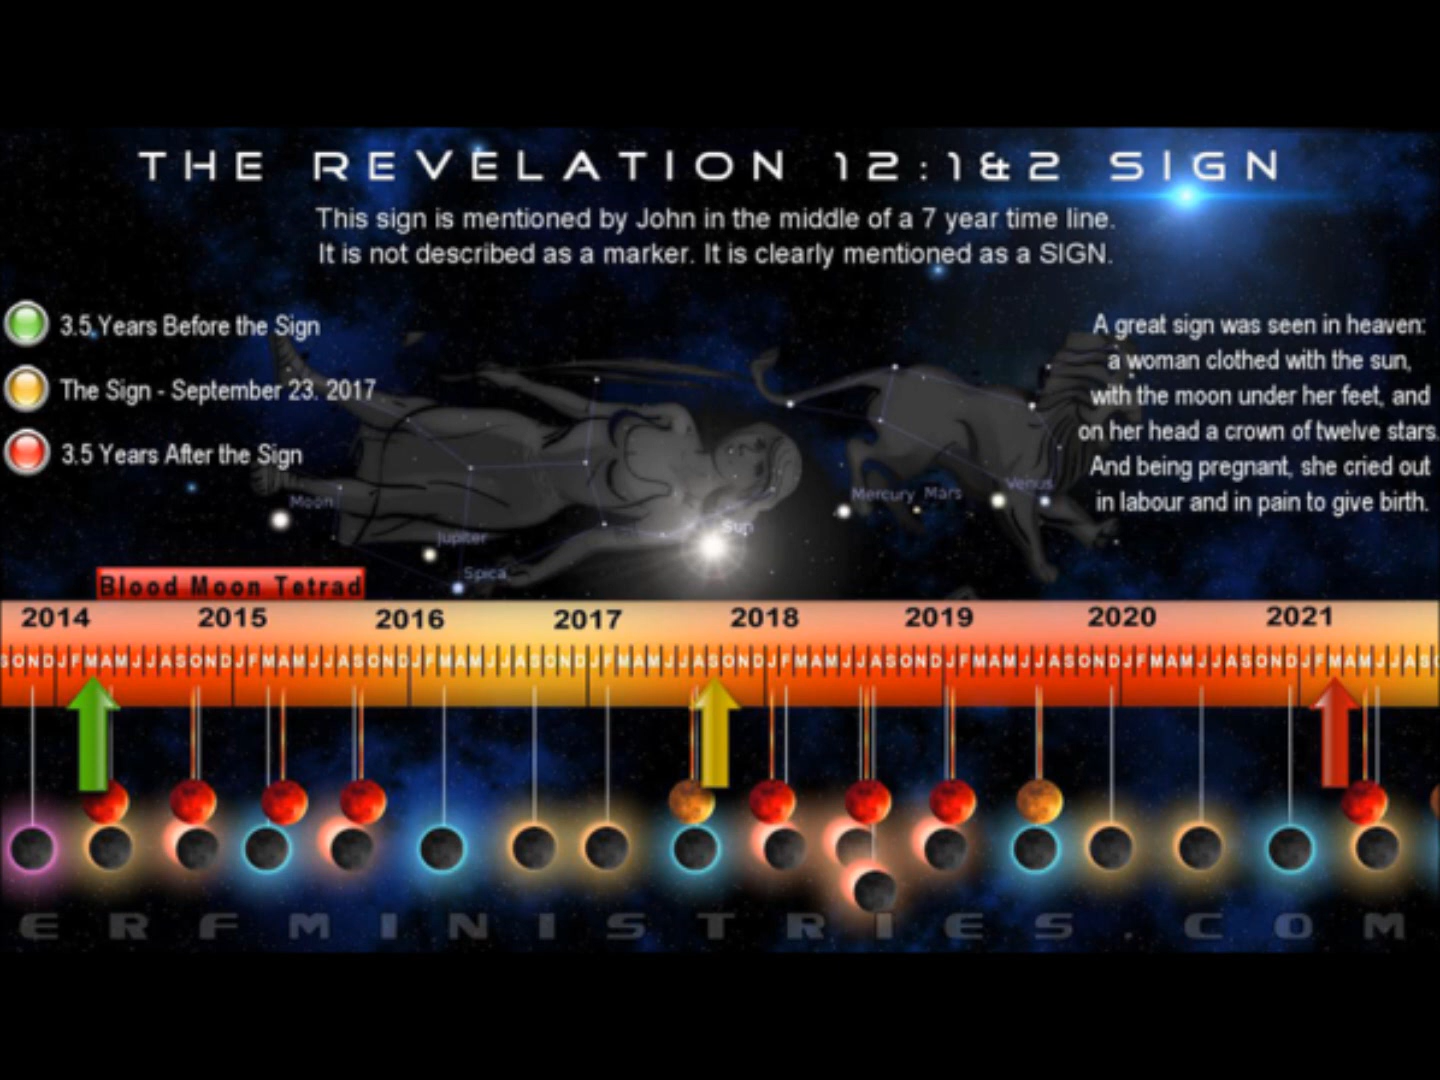 THE REVELATION 12:1&2 SIGN
This sign is mentioned by John in the middle of a 7 year time line.
It is not described as a marker. It is clearly mentioned as a SIGN.
3.5 Years Before the Sign
The Sign - September 23. 2017
3.5 Years After the Sign
A great sign was seen in heaven:
a woman clothed with the sun,
with the moon under her feet, and
on her head a crown of twelve stars.
And being pregnant, she cried out
in labour and in pain to give birth.
Moon
Jupiter
Spica
Sun
Mercury Mars
Venus
Blood Moon Tetrad
2014 2015 2016 2017 2018 2019 2020 2021
S O N D J F M A M J J A S O N D J F M A M J J A S O N D J F M A M J J A S O N D J F M A M J J A S O N D J F M A M J J A S O N D J F M A M J J A S O N D J F M A M J J A S O N D J F M A M J J A S
ERFMINISTRIES.COM